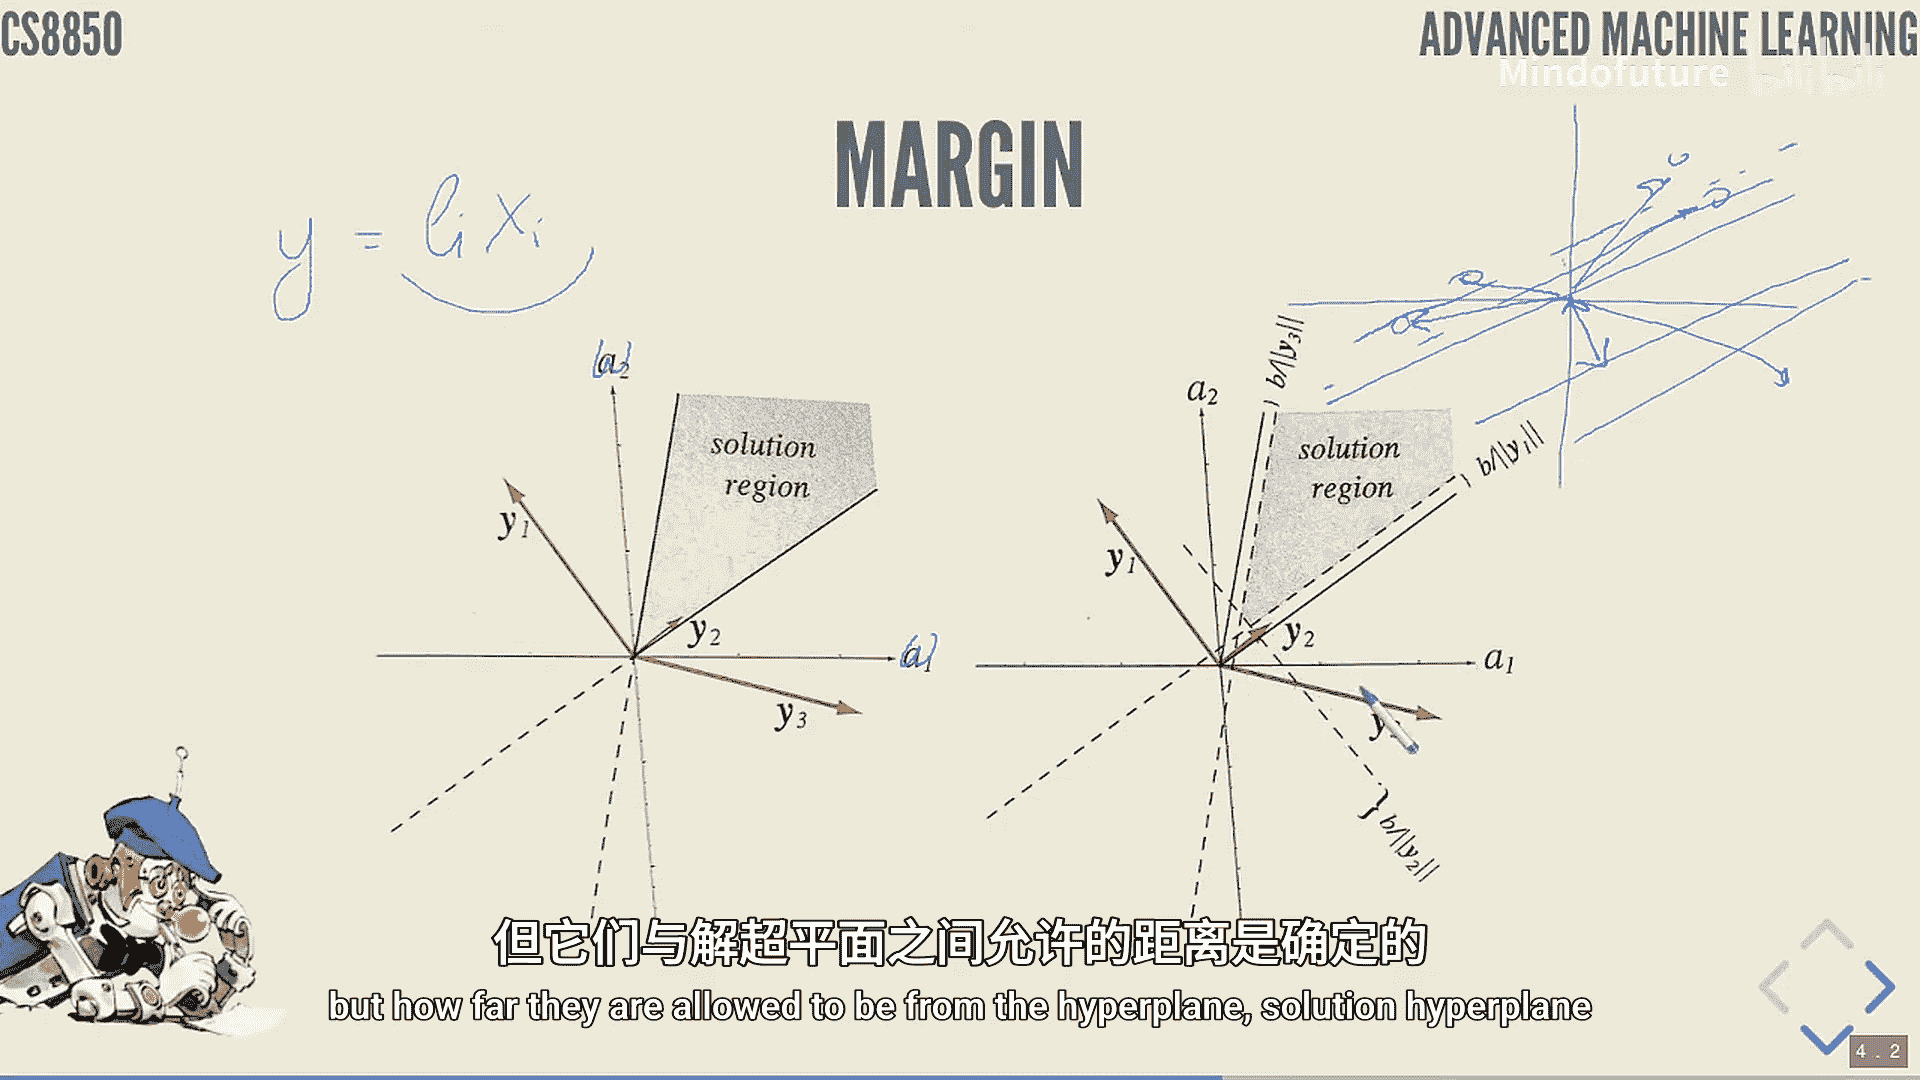 CS8850
ADVANCED MACHINE LEARNING
Mindofuture bilibili
MARGIN
y = li xi
a2
solution
region
y1
y2
a1
y3
b/||y3||
a2
solution
region
b/||y1||
y1
y2
a1
b/||y2||
但它们与解超平面之间允许的距离是确定的
but how far they are allowed to be from the hyperplane, solution hyperplane
4.2